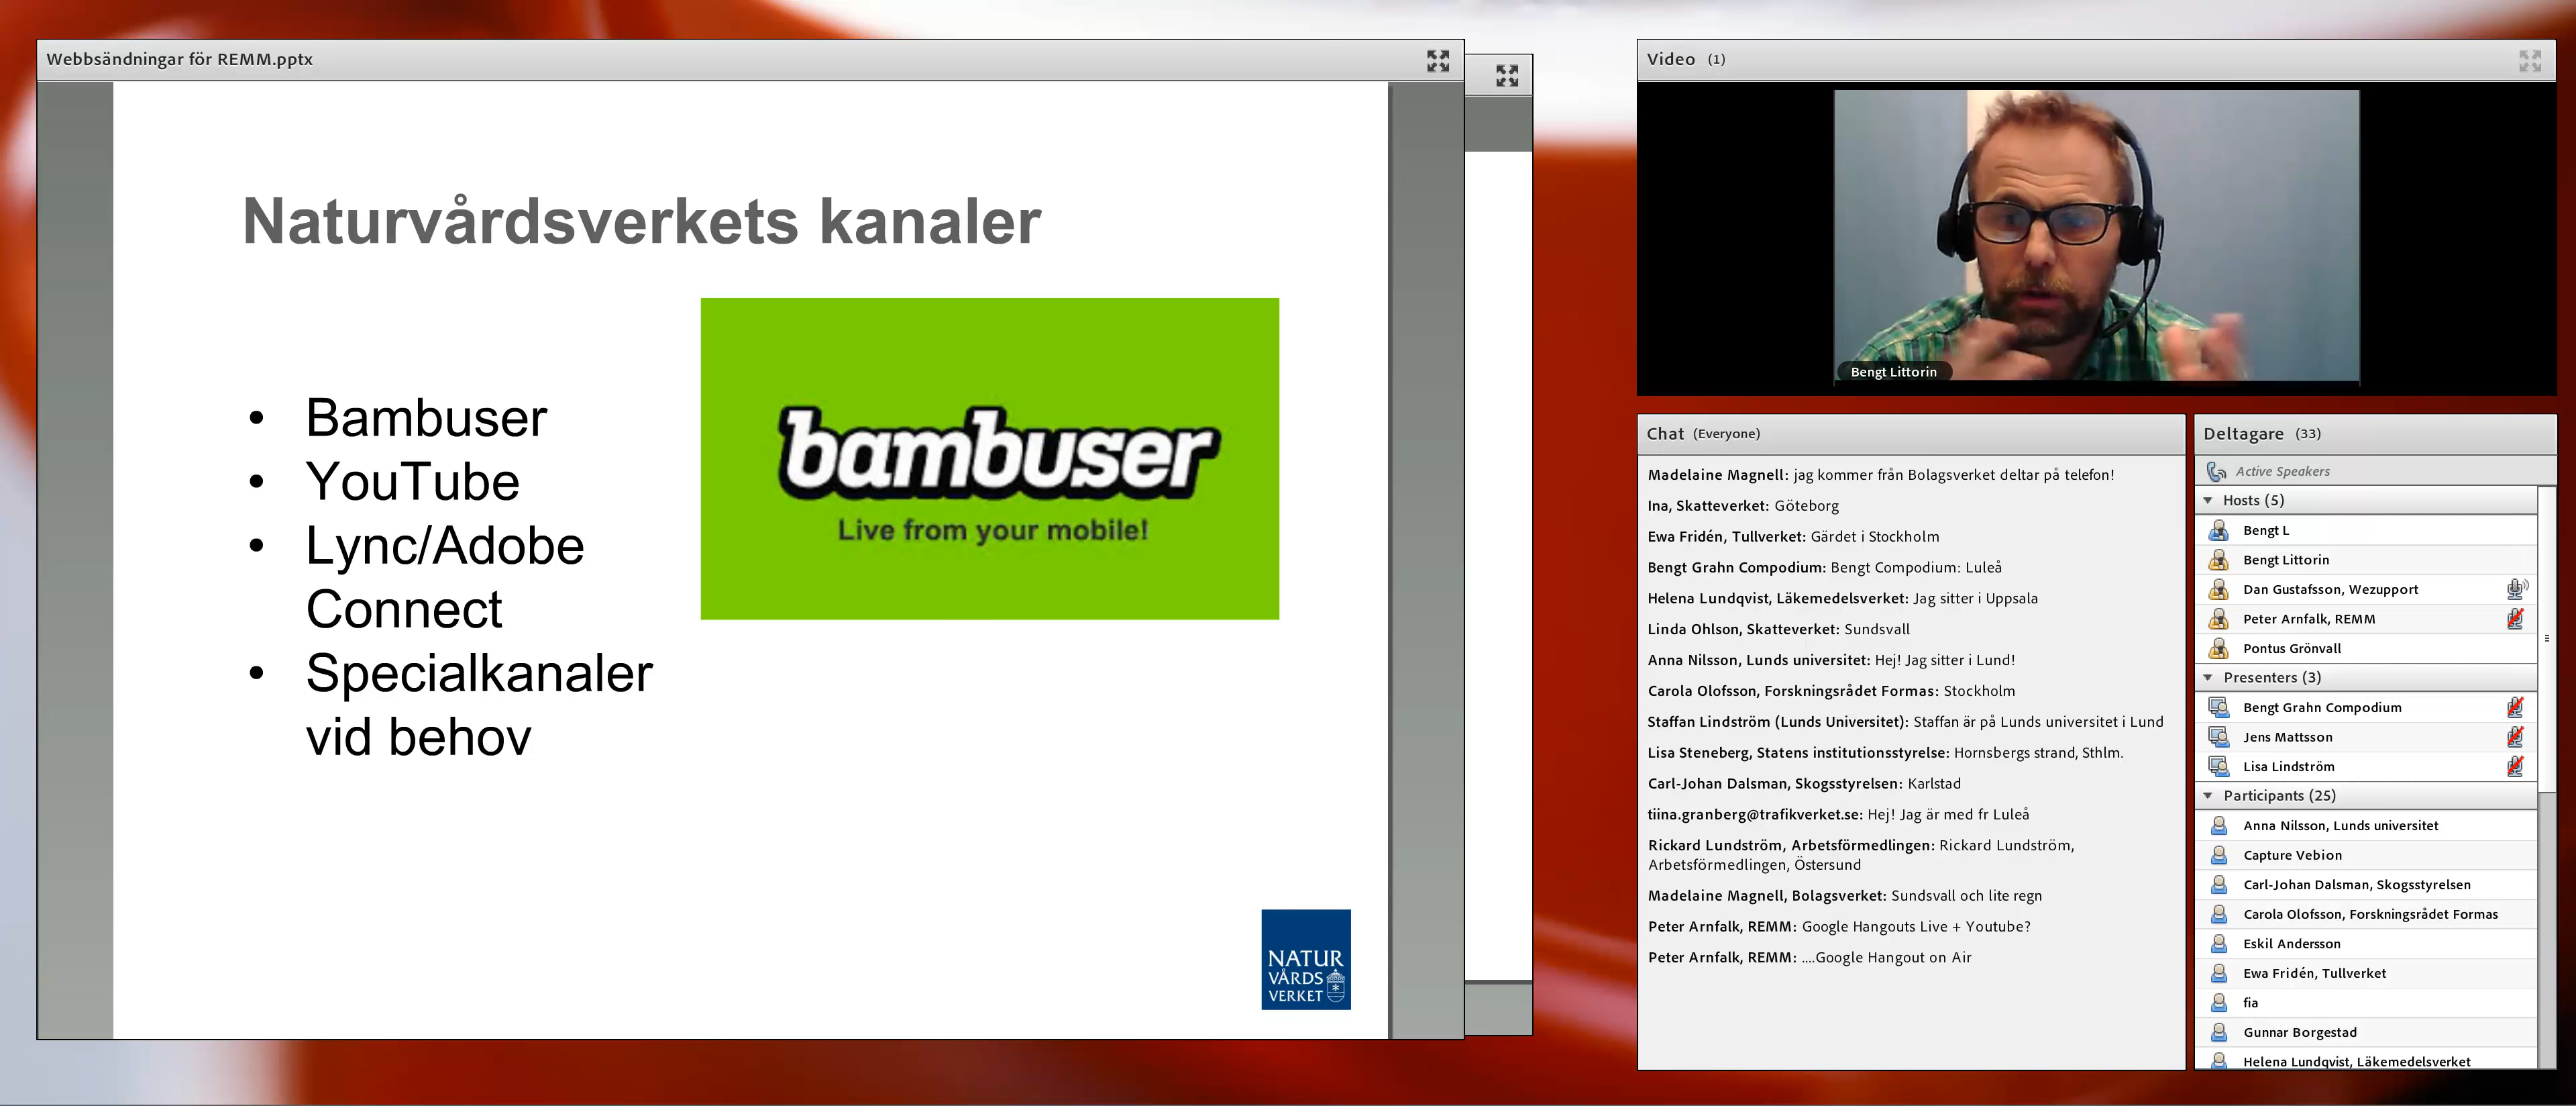 Webbsändningar för REMM.pptx
Naturvårdsverkets kanaler
• Bambuser
• YouTube
• Lync/Adobe
Connect
• Specialkanaler
vid behov
bambuser
Live from your mobile!
NATUR
VÅRDS
VERKET
Video (1)
Bengt Littorin
Chat (Everyone)
Madelaine Magnell: jag kommer från Bolagsverket deltar på telefon!
Ina, Skatteverket: Göteborg
Ewa Fridén, Tullverket: Gärdet i Stockholm
Bengt Grahn Compodium: Bengt Compodium: Luleå
Helena Lundqvist, Läkemedelsverket: Jag sitter i Uppsala
Linda Ohlson, Skatteverket: Sundsvall
Anna Nilsson, Lunds universitet: Hej! Jag sitter i Lund!
Carola Olofsson, Forskningsrådet Formas: Stockholm
Staffan Lindström (Lunds Universitet): Staffan är på Lunds universitet i Lund
Lisa Steneberg, Statens institutionsstyrelse: Hornsbergs strand, Sthlm.
Carl-Johan Dalsman, Skogsstyrelsen: Karlstad
tiina.granberg@trafikverket.se: Hej! Jag är med fr Luleå
Rickard Lundström, Arbetsförmedlingen: Rickard Lundström,
Arbetsförmedlingen, Östersund
Madelaine Magnell, Bolagsverket: Sundsvall och lite regn
Peter Arnfalk, REMM: Google Hangouts Live + Youtube?
Peter Arnfalk, REMM: ....Google Hangout on Air
Deltagare (33)
Active Speakers
Hosts (5)
Bengt L
Bengt Littorin
Dan Gustafsson, Wezupport
Peter Arnfalk, REMM
Pontus Grönvall
Presenters (3)
Bengt Grahn Compodium
Jens Mattsson
Lisa Lindström
Participants (25)
Anna Nilsson, Lunds universitet
Capture Vebion
Carl-Johan Dalsman, Skogsstyrelsen
Carola Olofsson, Forskningsrådet Formas
Eskil Andersson
Ewa Fridén, Tullverket
fia
Gunnar Borgestad
Helena Lundqvist, Läkemedelsverket